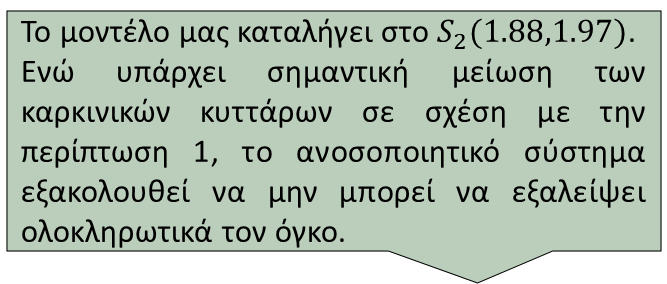 Το μοντέλο μας καταλήγει στο S₂(1.88,1.97).
Ενώ υπάρχει σημαντική μείωση των
καρκινικών κυττάρων σε σχέση με την
περίπτωση 1, το ανοσοποιητικό σύστημα
εξακολουθεί να μην μπορεί να εξαλείψει
ολοκληρωτικά τον όγκο.